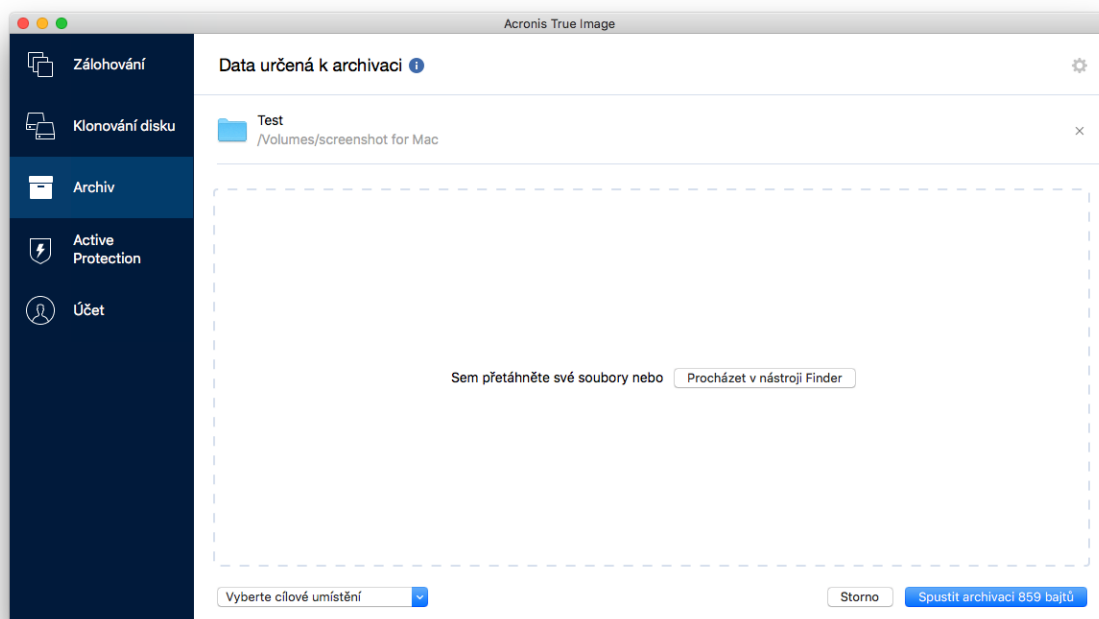 Acronis True Image
Zálohování
Klonování disku
Archiv
Active
Protection
Účet
Data určená k archivaci
Test
/Volumes/screenshot for Mac
Sem přetáhněte své soubory nebo
Procházet v nástroji Finder
Vyberte cílové umístění
Storno
Spustit archivaci 859 bajtů